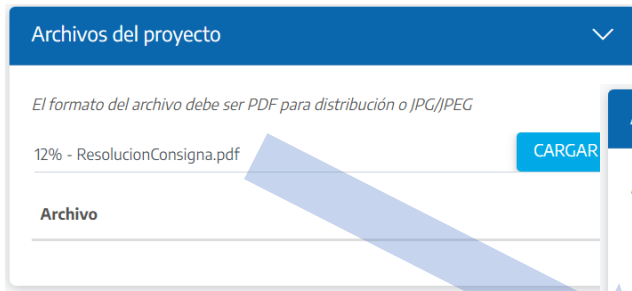 Archivos del proyecto
El formato del archivo debe ser PDF para distribución o JPG/JPEG
12% - ResolucionConsigna.pdf
CARGAR
Archivo